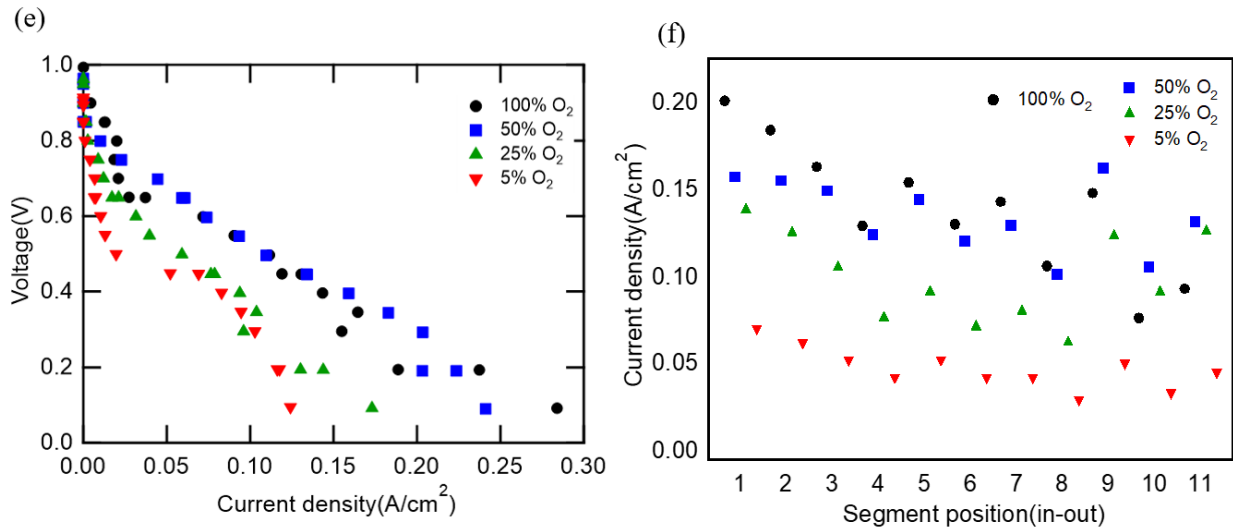 (e)
1.0
0.8
0.6
0.4
0.2
0.0
Voltage(V)
100% O₂
50% O₂
25% O₂
5% O₂
0.00 0.05 0.10 0.15 0.20 0.25 0.30
Current density(A/cm²)
(f)
0.20
0.15
0.10
0.05
0.00
Current density(A/cm²)
100% O₂
50% O₂
25% O₂
5% O₂
1 2 3 4 5 6 7 8 9 10 11
Segment position(in-out)